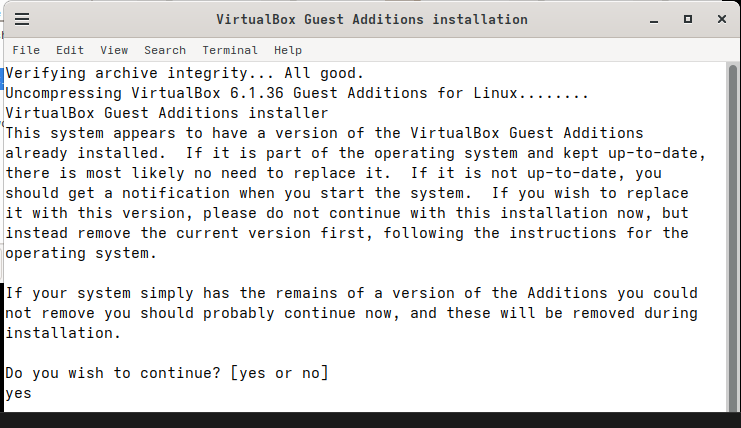 VirtualBox Guest Additions installation
File Edit View Search Terminal Help
Verifying archive integrity... All good.
Uncompressing VirtualBox 6.1.36 Guest Additions for Linux........
VirtualBox Guest Additions installer
This system appears to have a version of the VirtualBox Guest Additions
already installed.  If it is part of the operating system and kept up-to-date,
there is most likely no need to replace it.  If it is not up-to-date, you
should get a notification when you start the system.  If you wish to replace
it with this version, please do not continue with this installation now, but
instead remove the current version first, following the instructions for the
operating system.

If your system simply has the remains of a version of the Additions you could
not remove you should probably continue now, and these will be removed during
installation.

Do you wish to continue? [yes or no]
yes